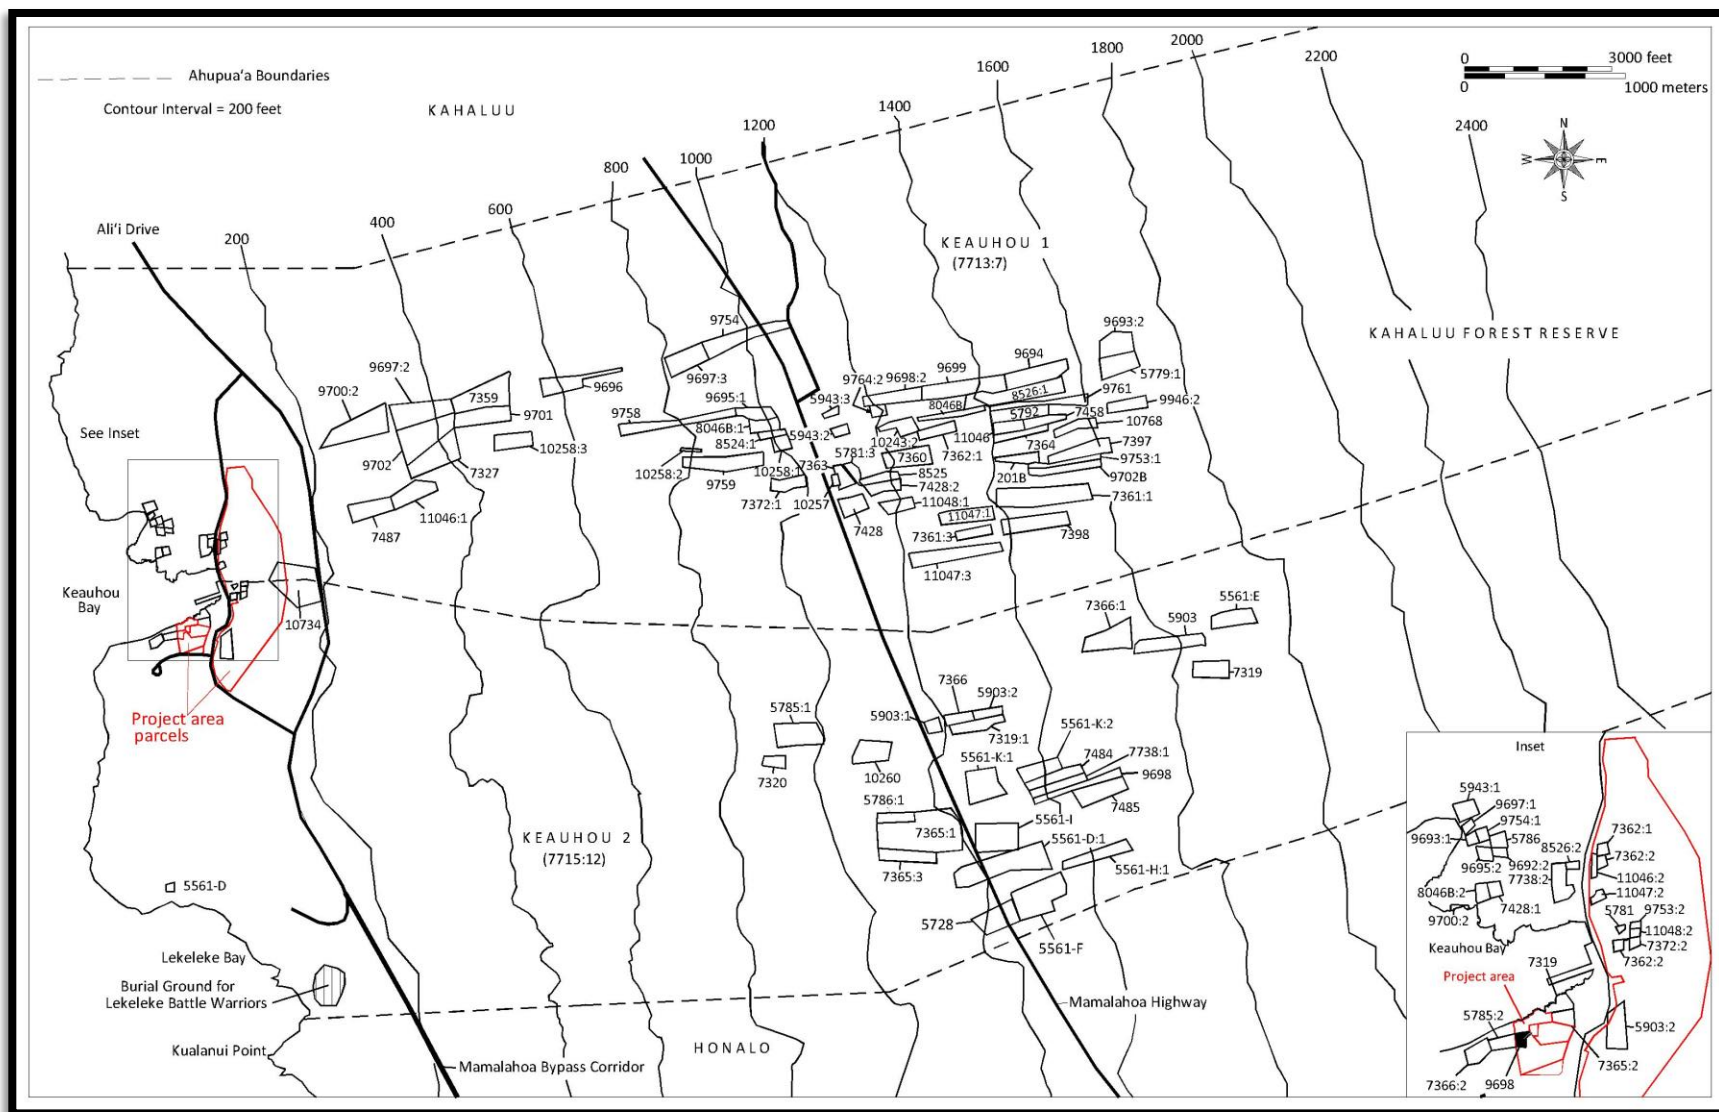 Ahupuaʻa Boundaries
Contour Interval = 200 feet
KAHALUU
0
3000 feet
0
1000 meters
N
W
E
S
200
400
600
800
1000
1200
1400
1600
1800
2000
2200
2400
Aliʻi Drive
KEAUHOU 1
(7713:7)
KAHALUU FOREST RESERVE
See Inset
Keauhou
Bay
10734
Project area
parcels
9700:2
9697:2
7359
9701
9702
7327
10258:3
7487
11046:1
9696
9754
9697:3
9758
9695:1
8046B:1
8524:1
10258:2
9759
10258:1
7372:1
10257
7363
5943:3
5943:2
5781:3
7428
9764:2
9698:2
9699
9694
8046B
8526:1
10243:2
7360
7362:1
11046
8525
7428:2
11048:1
11047:1
7361:3
11047:3
5792
7458
7364
201B
9693:2
5779:1
9761
9946:2
10768
7397
9753:1
9702B
7361:1
7398
7366:1
5903
5561:E
7319
7366
5903:2
5903:1
7319:1
5785:1
7320
10260
5561-K:2
5561-K:1
7484
7738:1
9698
7485
5786:1
7365:1
7365:3
5561-I
5561-D:1
5561-H:1
5728
5561-F
KEAUHOU 2
(7715:12)
5561-D
Lekeleke Bay
Burial Ground for
Lekeleke Battle Warriors
Kualanui Point
HONALO
Mamalahoa Bypass Corridor
Mamalahoa Highway
Inset
5943:1
9697:1
9754:1
9693:1
5786
9695:2
9692:2
8526:2
7738:2
8046B:2
7428:1
9700:2
7362:1
7362:2
11046:2
11047:2
5781
9753:2
11048:2
7372:2
7362:2
Keauhou Bay
7319
Project area
5785:2
5903:2
7365:2
7366:2
9698